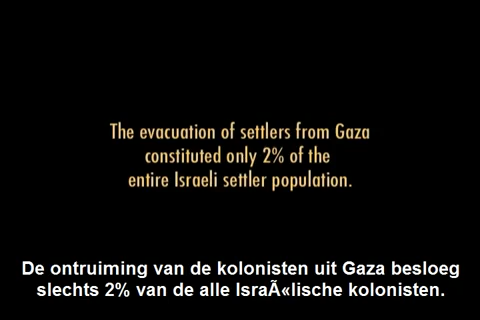 The evacuation of settlers from Gaza
constituted only 2% of the
entire Israeli settler population.
De ontruiming van de kolonisten uit Gaza besloeg
slechts 2% van de alle IsraÃ«lische kolonisten.